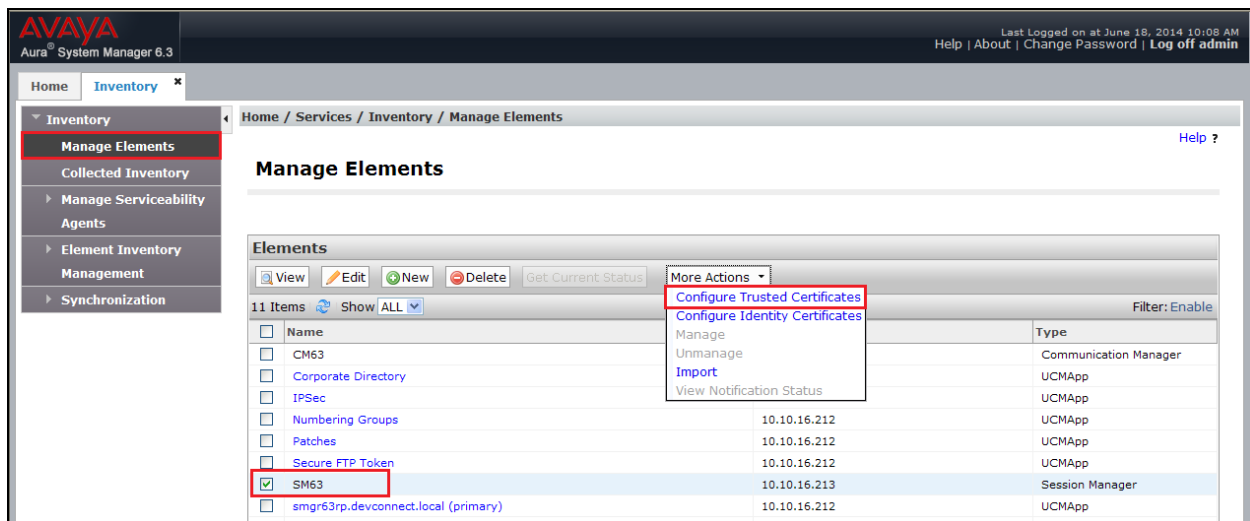 AVAYA
Aura® System Manager 6.3
Last Logged on at June 18, 2014 10:08 AM
Help | About | Change Password | Log off admin
Home Inventory ×
Inventory
Manage Elements
Collected Inventory
Manage Serviceability
Agents
Element Inventory
Management
Synchronization
Home / Services / Inventory / Manage Elements
Help ?
Manage Elements
Elements
View Edit New Delete Get Current Status More Actions
Configure Trusted Certificates
Configure Identity Certificates
Manage
Unmanage
Import
View Notification Status
11 Items Show ALL Filter: Enable
Name Type
CM63 Communication Manager
Corporate Directory UCMApp
IPSec UCMApp
Numbering Groups 10.10.16.212 UCMApp
Patches 10.10.16.212 UCMApp
Secure FTP Token 10.10.16.212 UCMApp
SM63 10.10.16.213 Session Manager
smgr63rp.devconnect.local (primary) 10.10.16.212 UCMApp